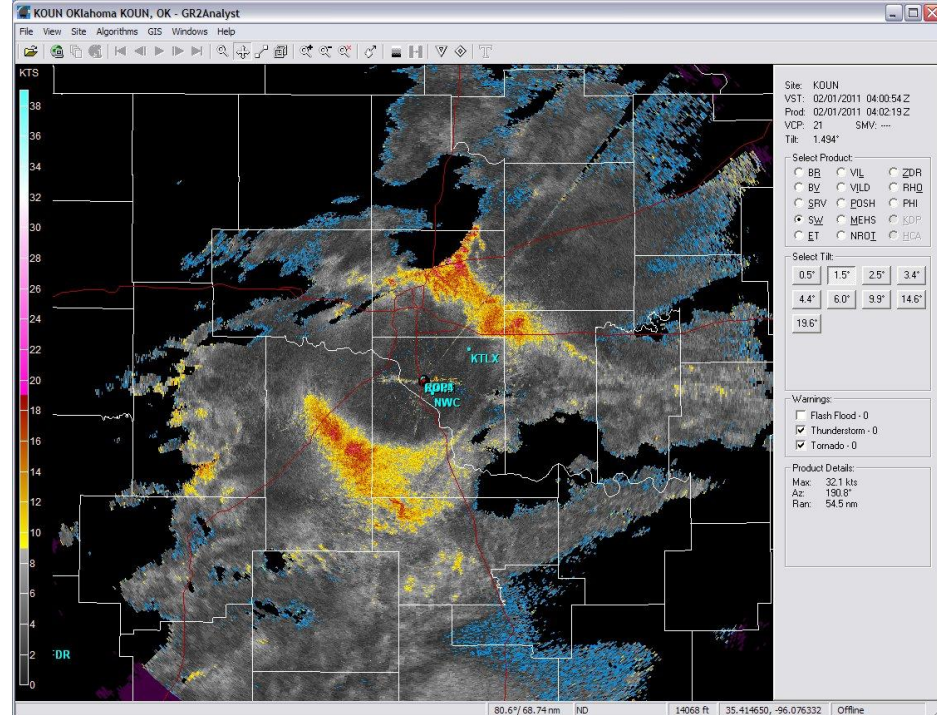 KOUN OKlahoma KOUN, OK - GR2Analyst
File View Site Algorithms GIS Windows Help
KTS
38
36
34
32
30
28
26
24
22
20
18
16
14
12
10
8
6
4
2
0
KTLX
NWC
DR
Site: KOUN
VST: 02/01/2011 04:00:54 Z
Prod: 02/01/2011 04:02:19 Z
VCP: 21 SMV: ----
Tilt: 1.494°
Select Product:
BR VIL ZDR
BV VILD RHO
SRV POSH PHI
SW MEHS KDP
ET NROT HCA
Select Tilt:
0.5° 1.5° 2.5° 3.4°
4.4° 6.0° 9.9° 14.6°
19.6°
Warnings:
Flash Flood - 0
Thunderstorm - 0
Tornado - 0
Product Details:
Max: 32.1 kts
Az: 190.8°
Ran: 54.5 nm
80.6°/ 68.74 nm ND 14068 ft 35.414650, -96.076332 Offline